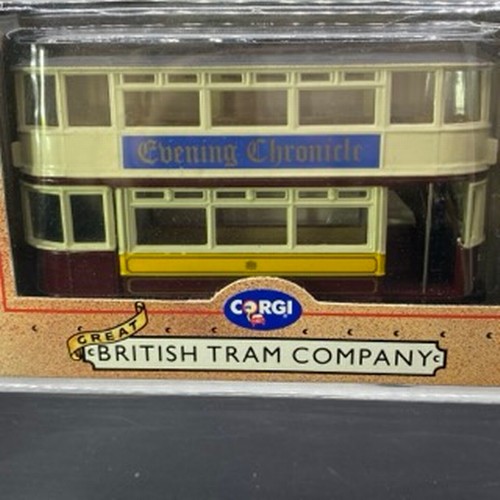 Evening Chronicle
CORGI
GREAT
BRITISH TRAM COMPANY